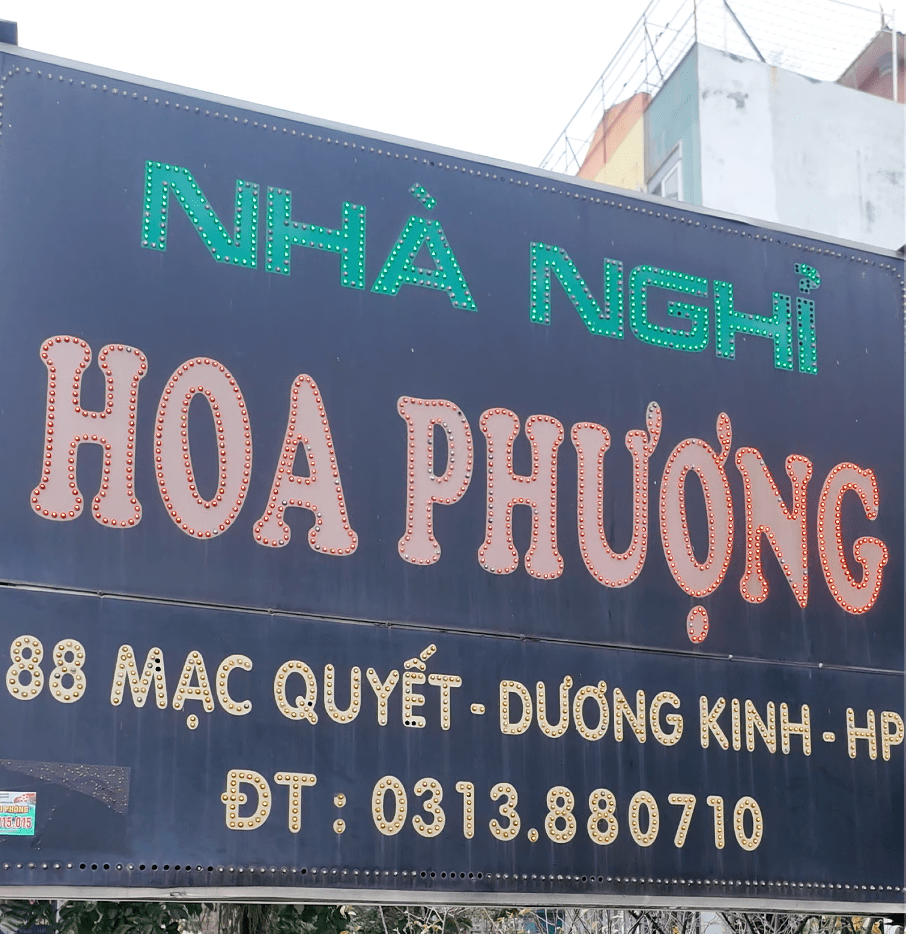 NHÀ NGHỈ
HOA PHƯỢNG
88 MẠC QUYẾT - DƯƠNG KINH - HP
ĐT : 0313.880710